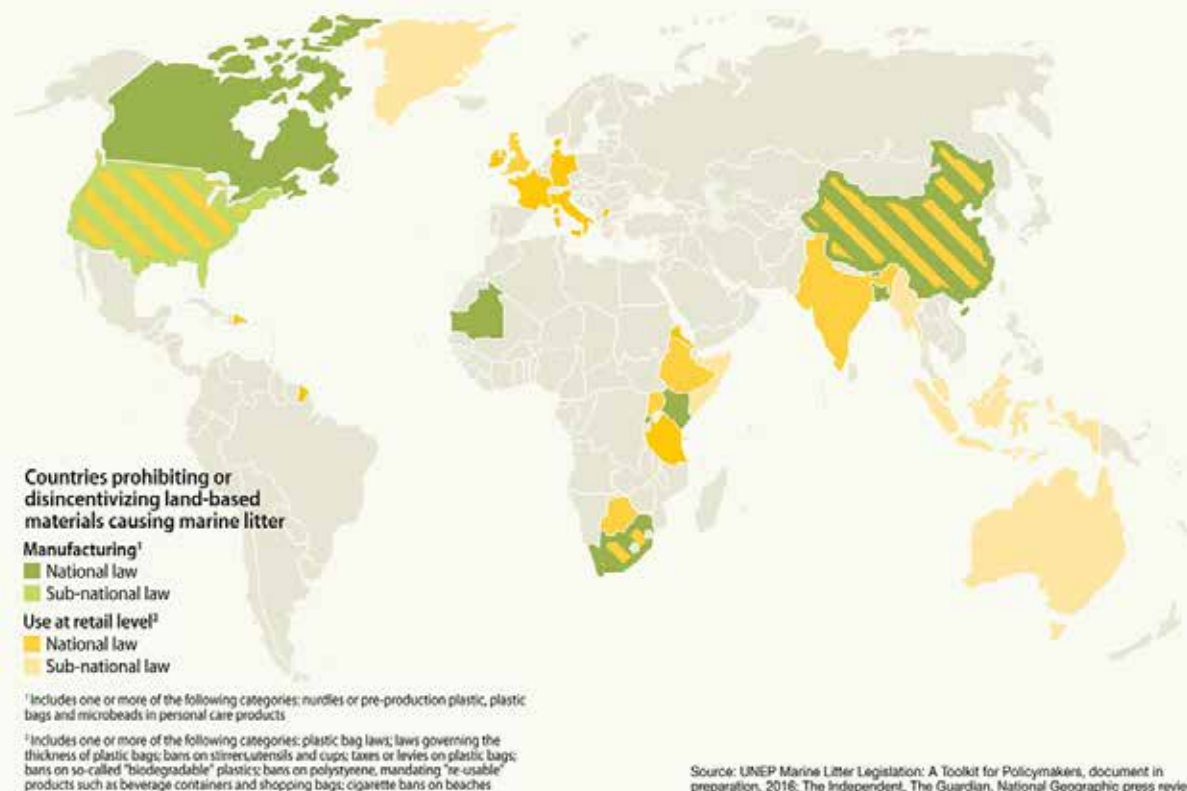 Countries prohibiting or
disincentivizing land-based
materials causing marine litter
Manufacturing¹
National law
Sub-national law
Use at retail level²
National law
Sub-national law
¹Includes one or more of the following categories: nurdles or pre-production plastic, plastic
bags and microbeads in personal care products
²Includes one or more of the following categories: plastic bag laws; laws governing the
thickness of plastic bags; bans on stirrers,utensils and cups; taxes or levies on plastic bags;
bans on so-called "biodegradable" plastics; bans on polystyrene, mandating "re-usable"
products such as beverage containers and shopping bags; cigarette bans on beaches
Source: UNEP Marine Litter Legislation: A Toolkit for Policymakers, document in
preparation, 2016; The Independent, The Guardian, National Geographic press